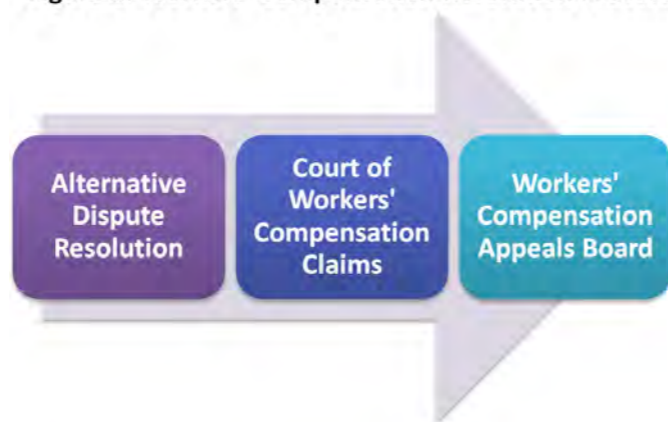 Alternative
Dispute
Resolution
Court of
Workers'
Compensation
Claims
Workers'
Compensation
Appeals Board